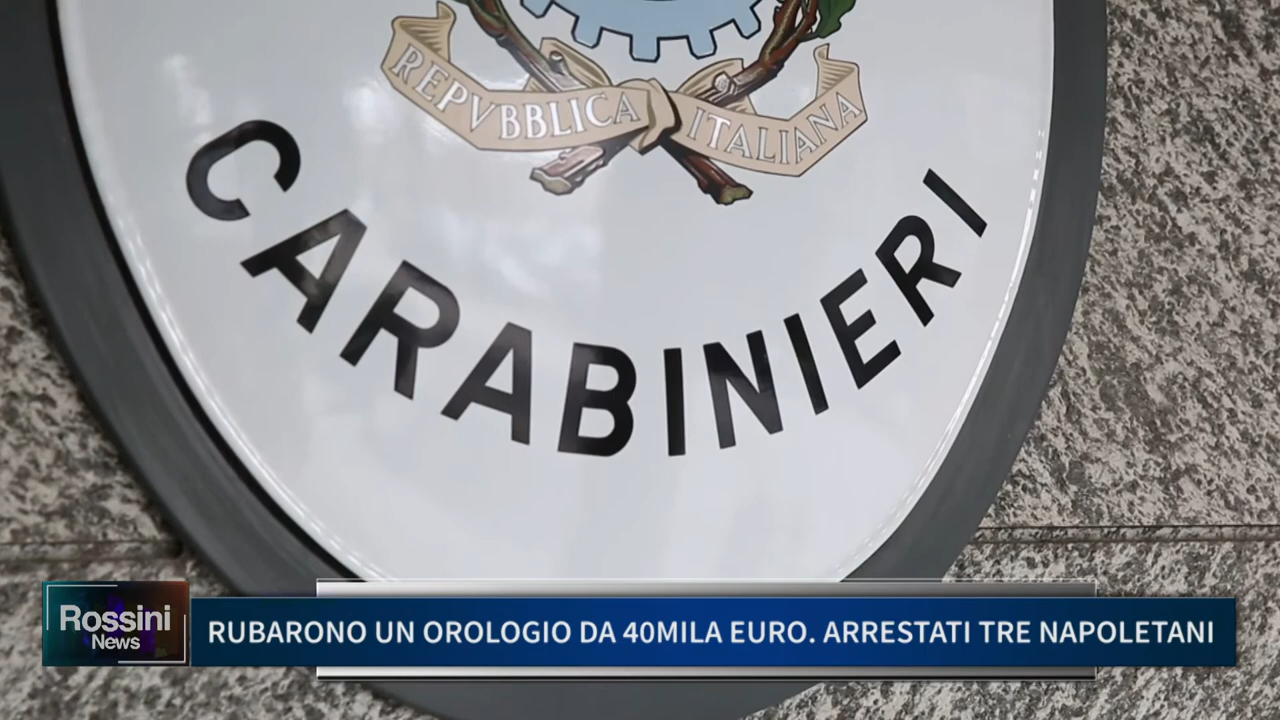 REPVBBLICA ITALIANA
CARABINIERI
Rossini
News
RUBARONO UN OROLOGIO DA 40MILA EURO. ARRESTATI TRE NAPOLETANI